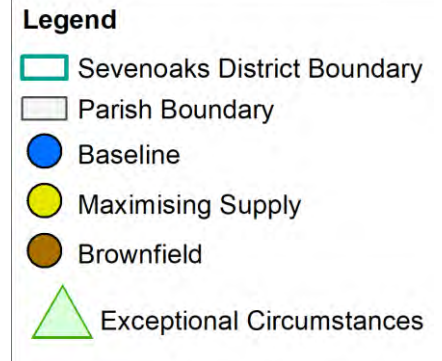 Legend
Sevenoaks District Boundary
Parish Boundary
Baseline
Maximising Supply
Brownfield
Exceptional Circumstances